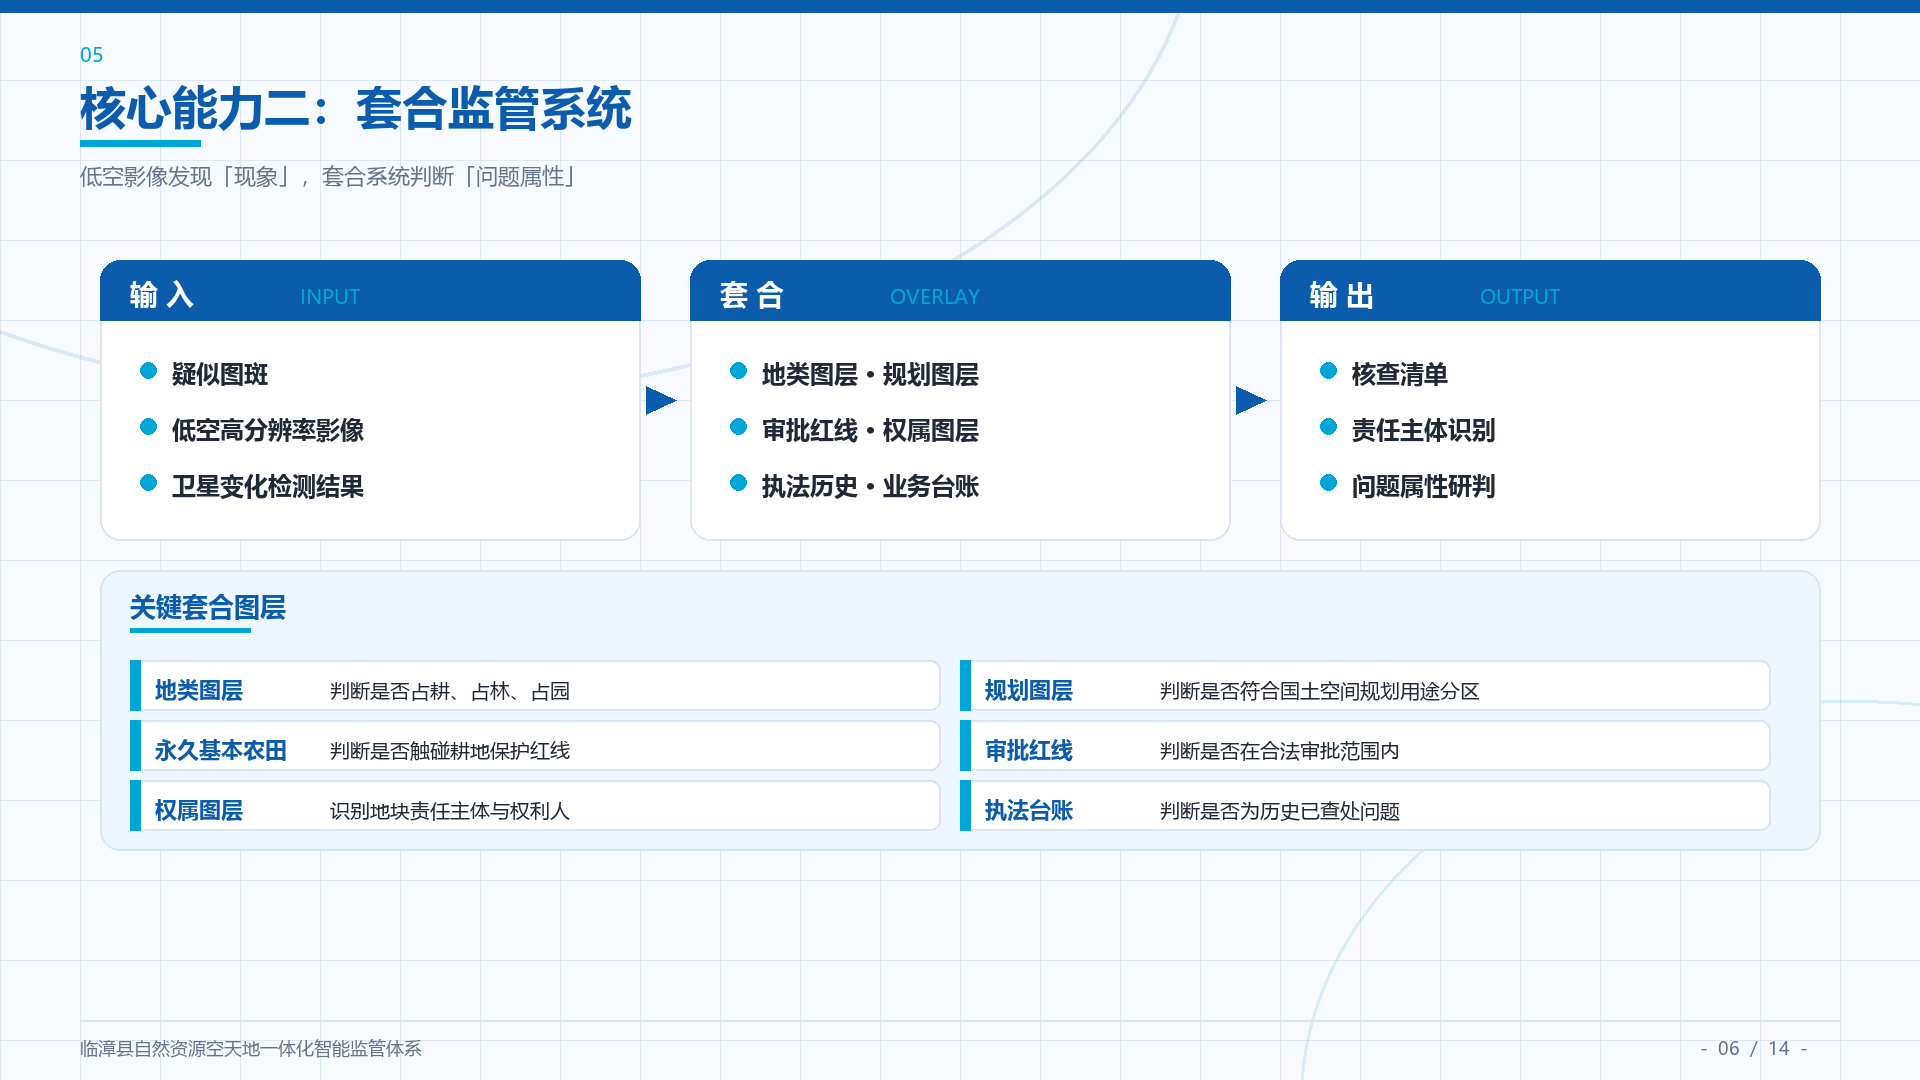 05
核心能力二：套合监管系统
低空影像发现「现象」，套合系统判断「问题属性」
输 入 INPUT
疑似图斑
低空高分辨率影像
卫星变化检测结果
套 合 OVERLAY
地类图层・规划图层
审批红线・权属图层
执法历史・业务台账
输 出 OUTPUT
核查清单
责任主体识别
问题属性研判
关键套合图层
地类图层 判断是否占耕、占林、占园
规划图层 判断是否符合国土空间规划用途分区
永久基本农田 判断是否触碰耕地保护红线
审批红线 判断是否在合法审批范围内
权属图层 识别地块责任主体与权利人
执法台账 判断是否为历史已查处问题
临漳县自然资源空天地一体化智能监管体系
- 06 / 14 -